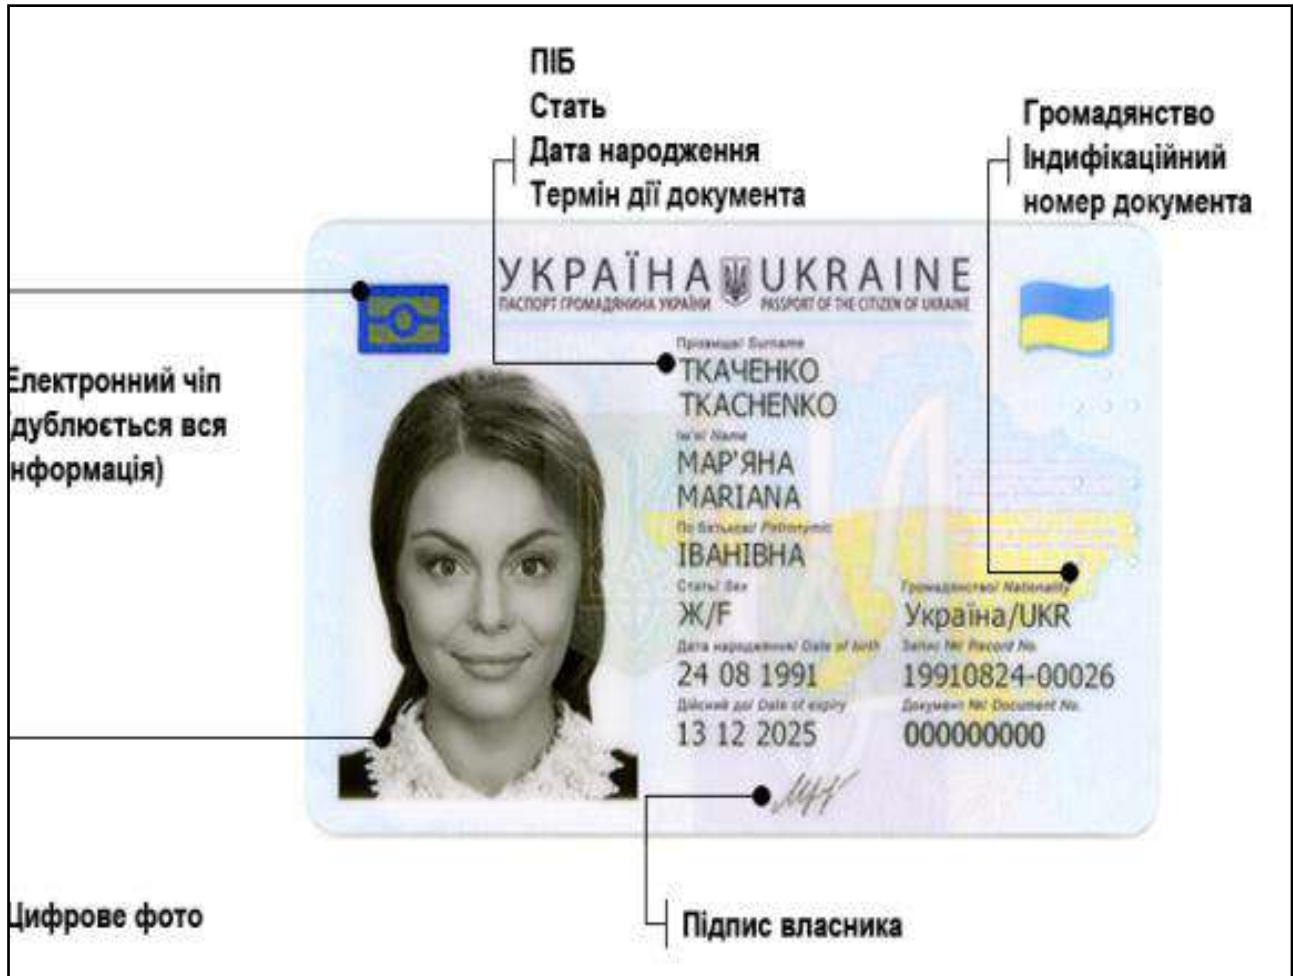 ПІБ
Стать
Дата народження
Термін дії документа
Громадянство
Індифікаційний
номер документа
Електронний чіп
дублюється вся
нформація)
Цифрове фото
УКРАЇНА UKRAINE
ПАСПОРТ ГРОМАДЯНИНА УКРАЇНИ PASSPORT OF THE CITIZEN OF UKRAINE
Прізвище/ Surname
ТКАЧЕНКО
TKACHENKO
Ім'я/ Name
МАР'ЯНА
MARIANA
По батькові/ Patronymic
ІВАНІВНА
Стать/ Sex Громадянство/ Nationality
Ж/F Україна/UKR
Дата народження/ Date of birth Запис №/ Record No.
24 08 1991 19910824-00026
Дійсний до/ Date of expiry Документ №/ Document No.
13 12 2025 000000000
Підпис власника